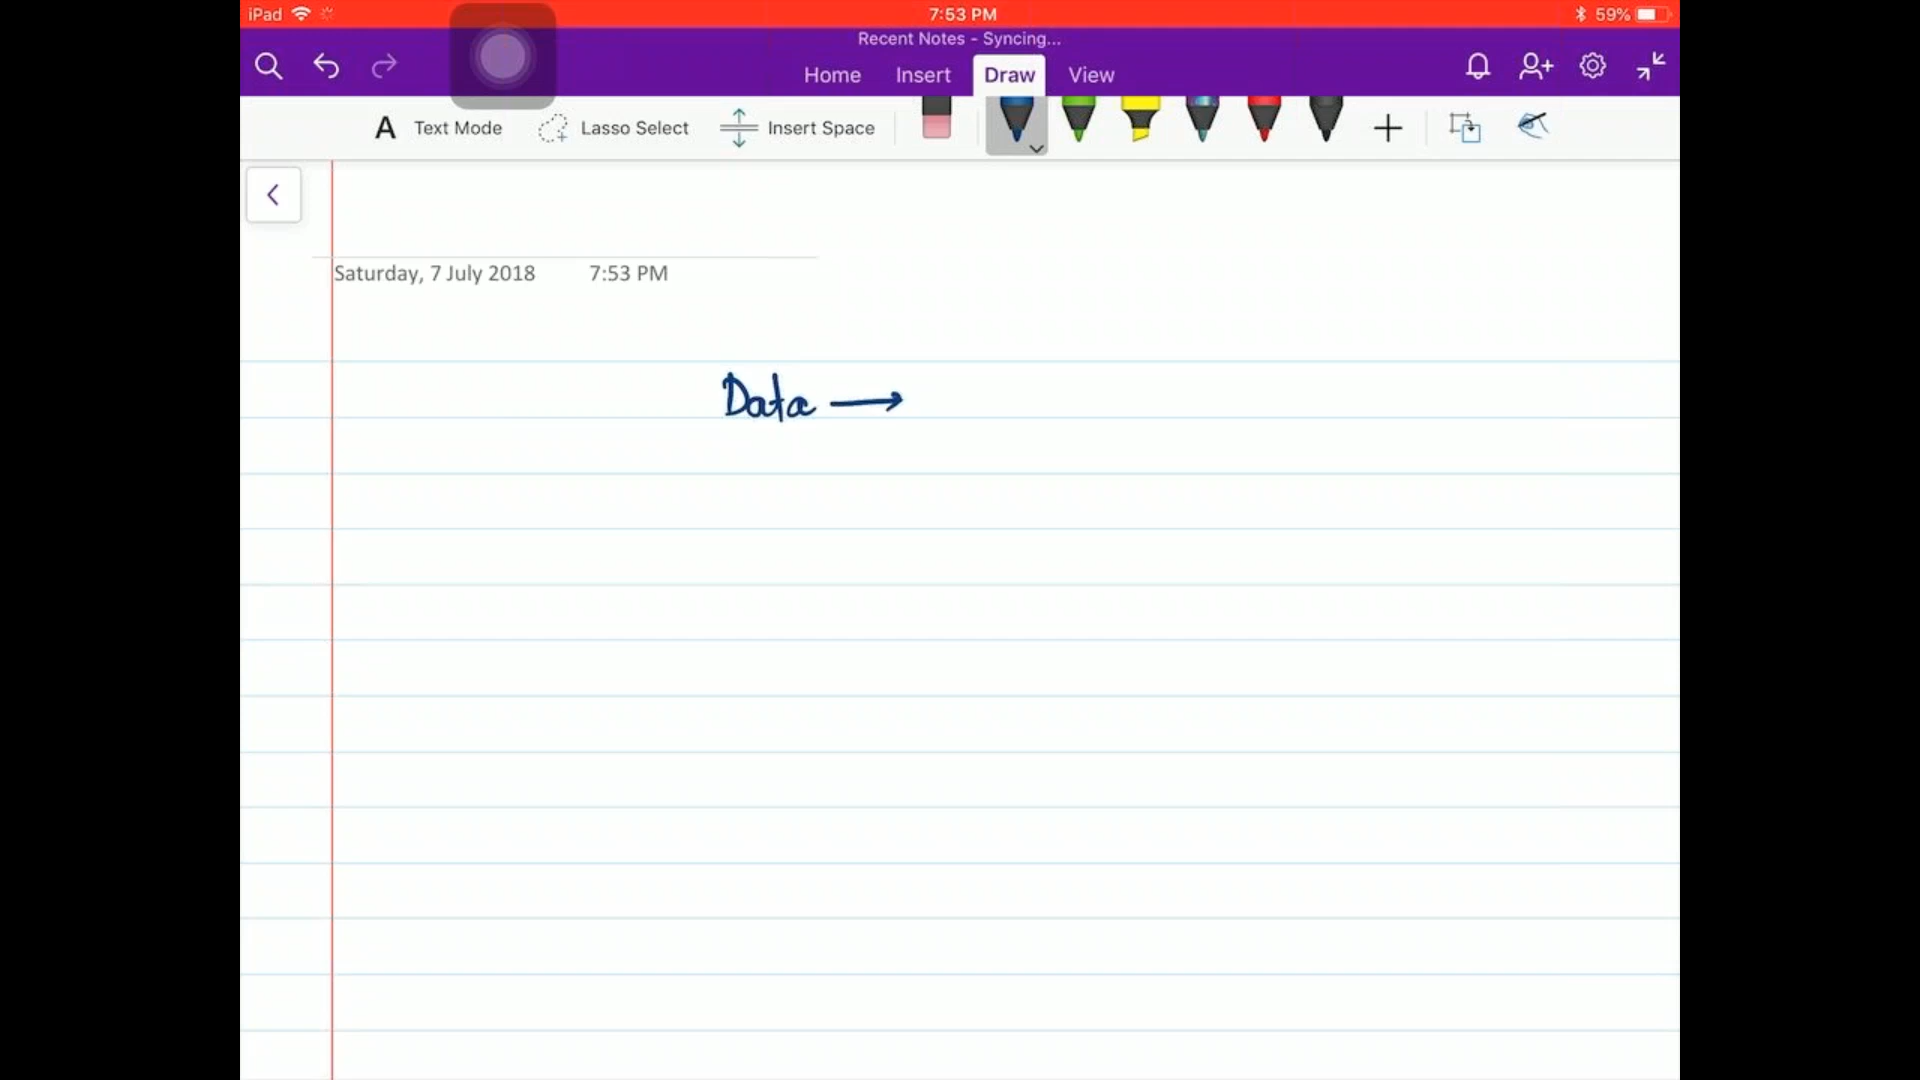 iPad 7:53 PM 59%
Recent Notes - Syncing...
Home Insert Draw View
A Text Mode Lasso Select Insert Space
Saturday, 7 July 2018 7:53 PM
Data →